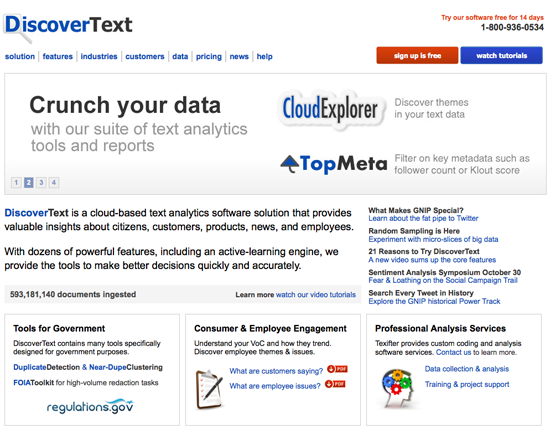 DiscoverText
Try our software free for 14 days
1-800-936-0534
solution | features | industries | customers | data | pricing | news | help
sign up is free
watch tutorials
Crunch your data
with our suite of text analytics
tools and reports
CloudExplorer
Discover themes
in your text data
TopMeta
Filter on key metadata such as
follower count or Klout score
1 2 3 4
DiscoverText is a cloud-based text analytics software solution that provides
valuable insights about citizens, customers, products, news, and employees.
With dozens of powerful features, including an active-learning engine, we
provide the tools to make better decisions quickly and accurately.
593,181,140 documents ingested
Learn more watch our video tutorials
What Makes GNIP Special?
Learn about the fat pipe to Twitter
Random Sampling is Here
Experiment with micro-slices of big data
21 Reasons to Try DiscoverText
A new video sums up the core features
Sentiment Analysis Symposium October 30
Fear & Loathing on the Social Campaign Trail
Search Every Tweet in History
Explore the GNIP historical Power Track
Tools for Government
DiscoverText contains many tools specifically
designed for government purposes.
DuplicateDetection & Near-DupeClustering
FOIAToolkit for high-volume redaction tasks
regulations.gov
Consumer & Employee Engagement
Understand your VoC and how they trend.
Discover employee themes & issues.
What are customers saying? PDF
What are employee issues? PDF
Professional Analysis Services
Texifter provides custom coding and analysis
software services. Contact us to learn more.
Data collection & analysis
Training & project support